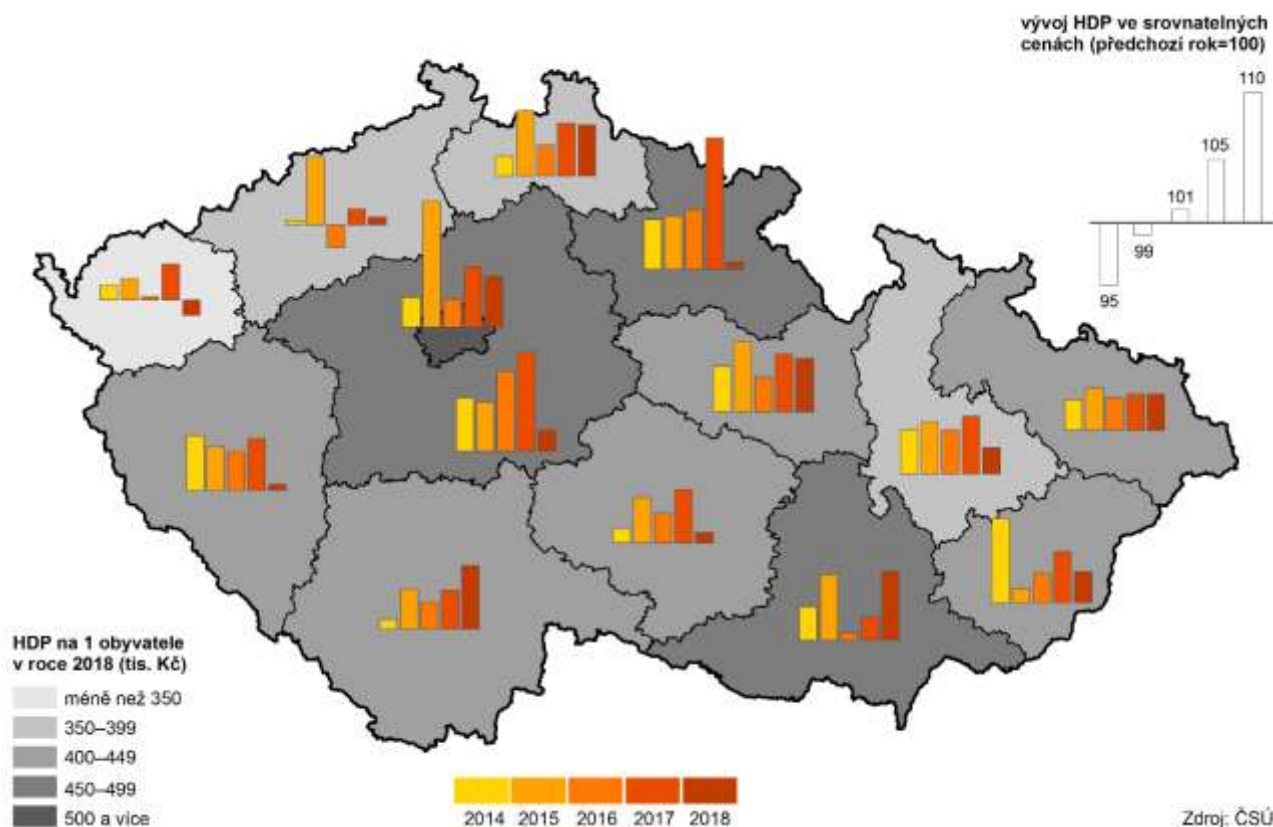 vývoj HDP ve srovnatelných
cenách (předchozí rok=100)
110
105
101
99
95
HDP na 1 obyvatele
v roce 2018 (tis. Kč)
méně než 350
350–399
400–449
450–499
500 a více
2014 2015 2016 2017 2018
Zdroj: ČSÚ